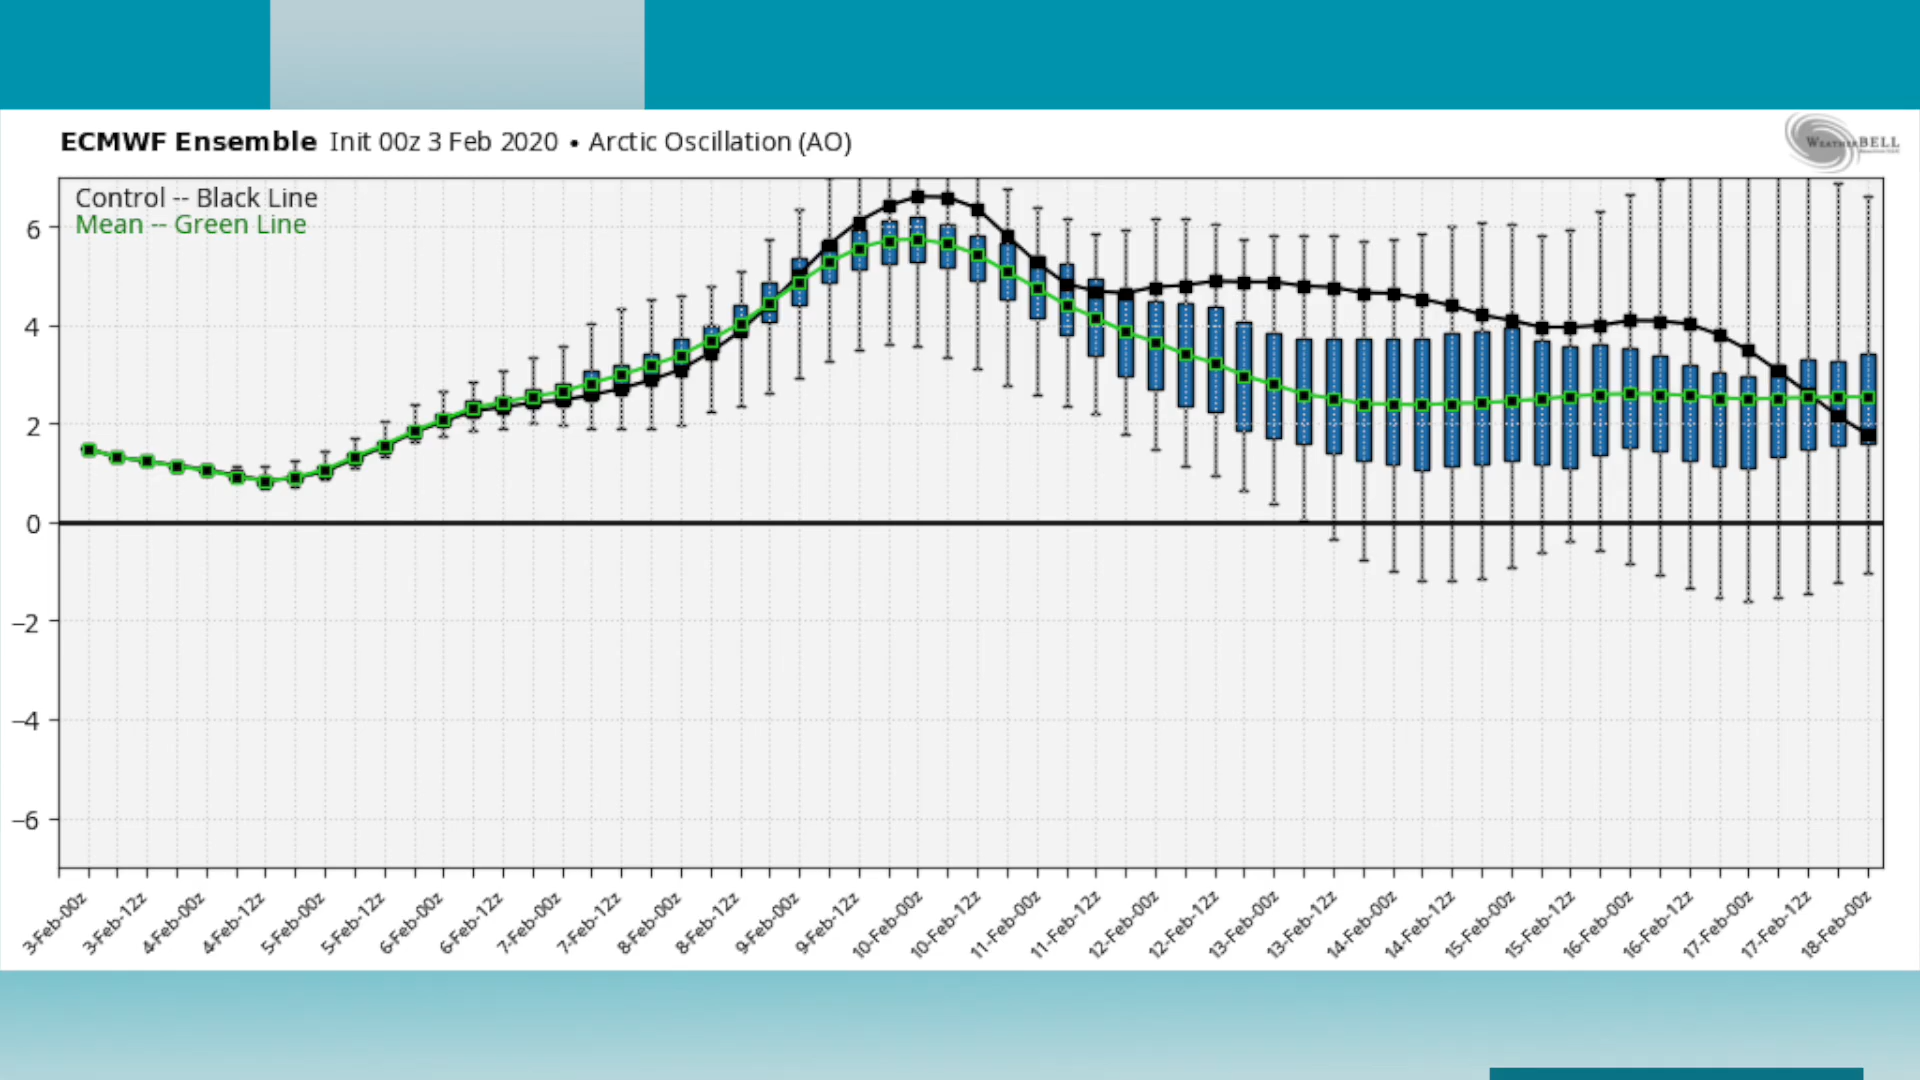 ECMWF Ensemble Init 00z 3 Feb 2020 • Arctic Oscillation (AO)
WEATHERBELL
Control -- Black Line
Mean -- Green Line
6
4
2
0
−2
−4
−6
3-Feb-00z
3-Feb-12z
4-Feb-00z
4-Feb-12z
5-Feb-00z
5-Feb-12z
6-Feb-00z
6-Feb-12z
7-Feb-00z
7-Feb-12z
8-Feb-00z
8-Feb-12z
9-Feb-00z
9-Feb-12z
10-Feb-00z
10-Feb-12z
11-Feb-00z
11-Feb-12z
12-Feb-00z
12-Feb-12z
13-Feb-00z
13-Feb-12z
14-Feb-00z
14-Feb-12z
15-Feb-00z
15-Feb-12z
16-Feb-00z
16-Feb-12z
17-Feb-00z
17-Feb-12z
18-Feb-00z